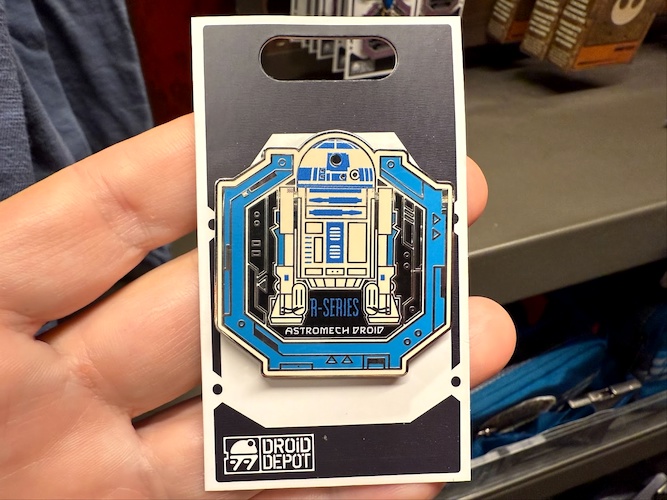 R-SERIES
ASTROMECH DROID
DROID
DEPOT